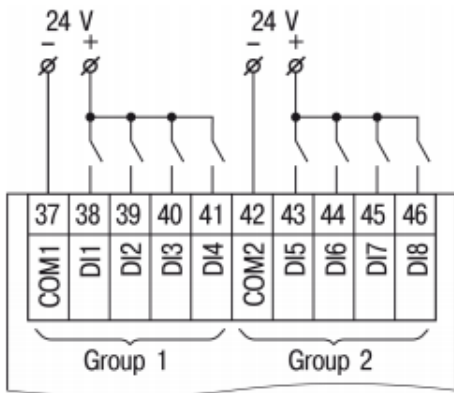 24 V 24 V
– + – +
37 38 39 40 41 42 43 44 45 46
COM1 DI1 DI2 DI3 DI4 COM2 DI5 DI6 DI7 DI8
Group 1 Group 2